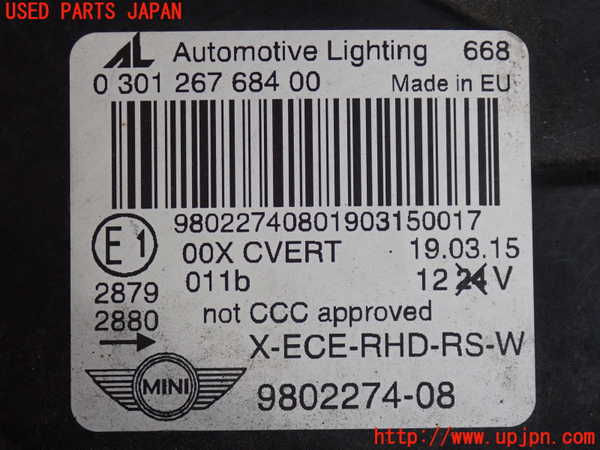 USED PARTS JAPAN
AL Automotive Lighting 668
0 301 267 684 00 Made in EU
98022740801903150017
E1 00X CVERT 19.03.15
2879 011b 12 24 V
2880 not CCC approved
X-ECE-RHD-RS-W
MINI 9802274-08
http://www.upjpn.com/